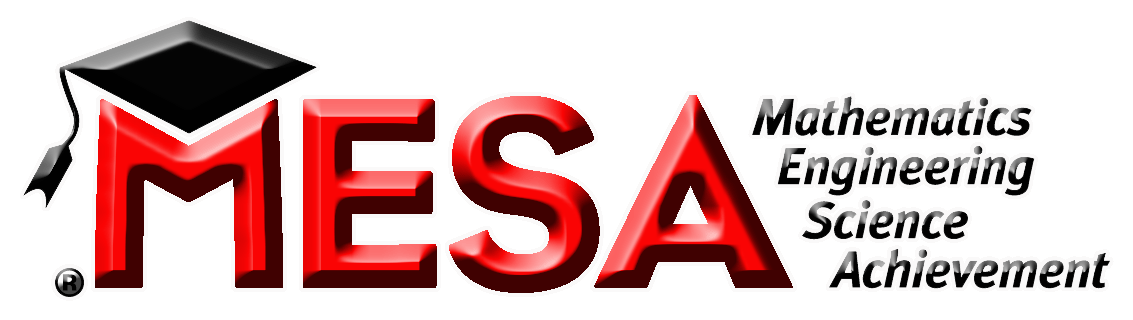 MESA
Mathematics
Engineering
Science
Achievement
®